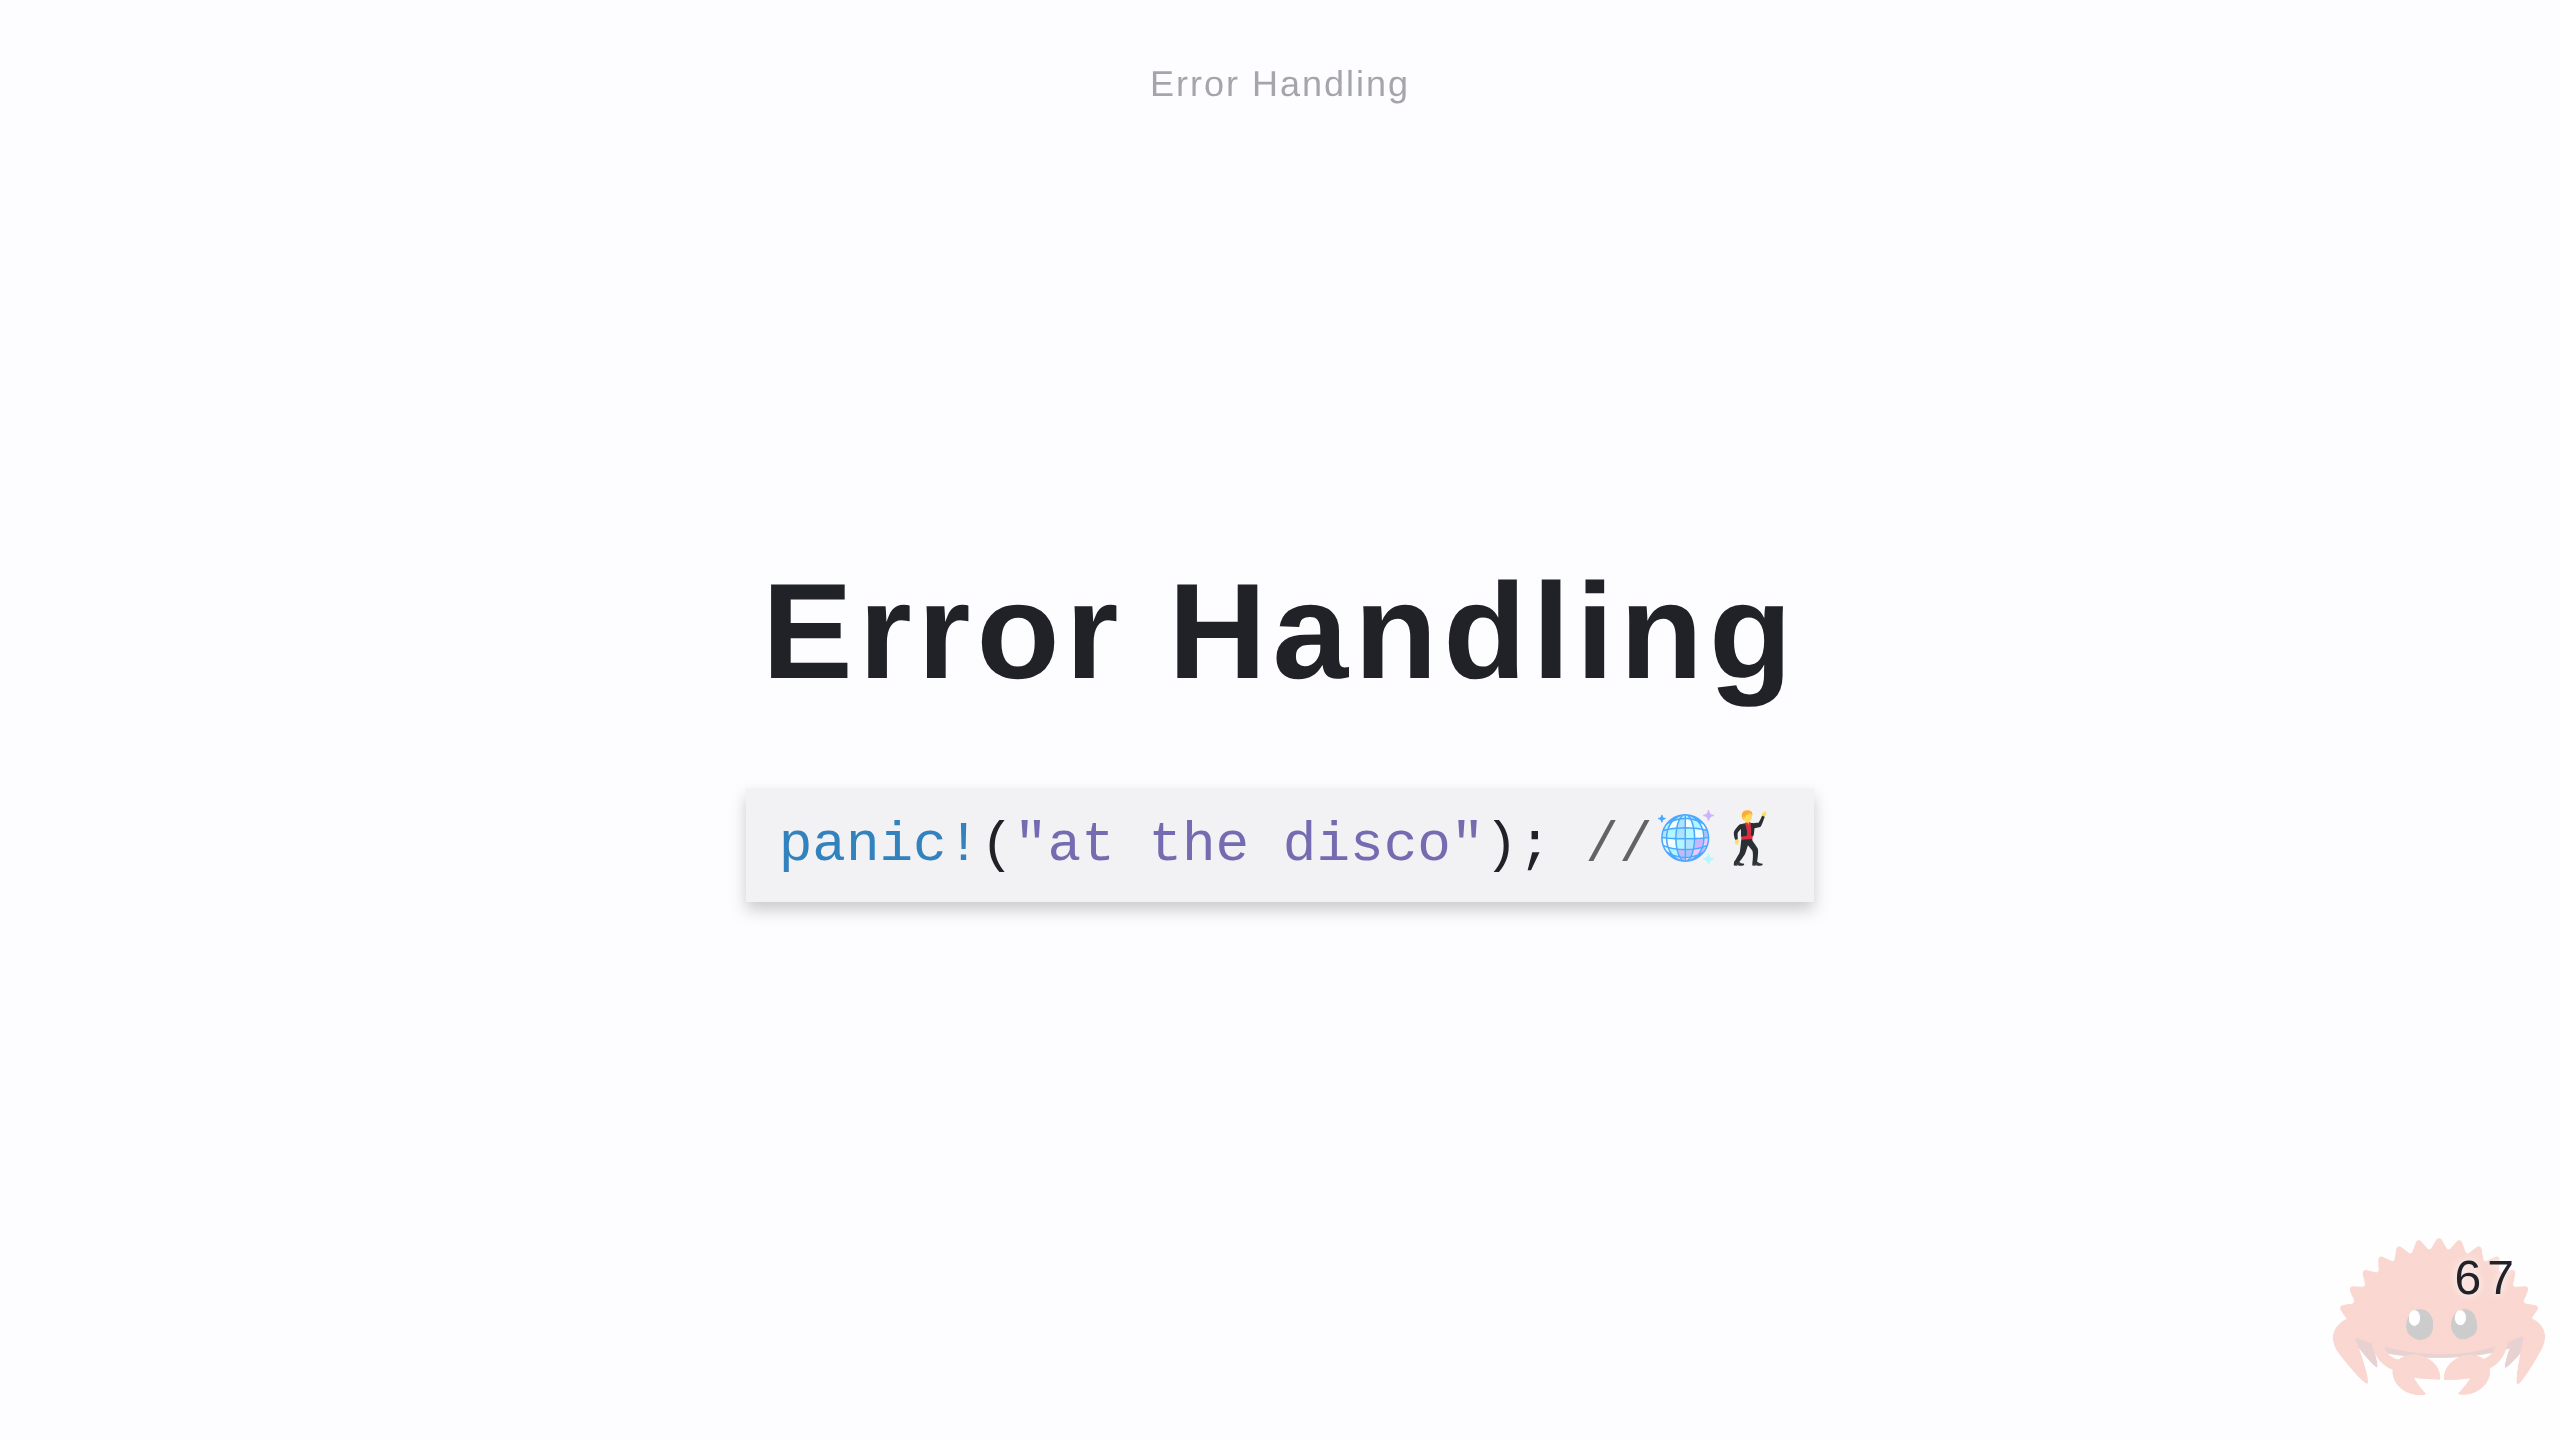 Error Handling
Error Handling
panic!("at the disco"); //🪩🕺
67